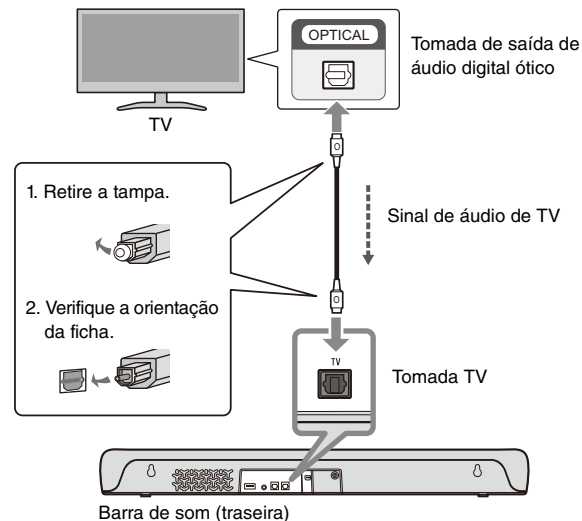 OPTICAL
Tomada de saída de
áudio digital ótico
TV
1. Retire a tampa.
Sinal de áudio de TV
2. Verifique a orientação
da ficha.
TV
Tomada TV
Barra de som (traseira)